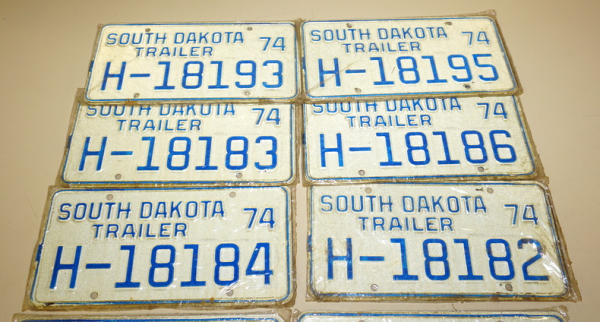 SOUTH DAKOTA
TRAILER 74
H-18193
SOUTH DAKOTA
TRAILER 74
H-18195
SOUTH DAKOTA
TRAILER 74
H-18183
SOUTH DAKOTA
TRAILER 74
H-18186
SOUTH DAKOTA
TRAILER 74
H-18184
SOUTH DAKOTA
TRAILER 74
H-18182